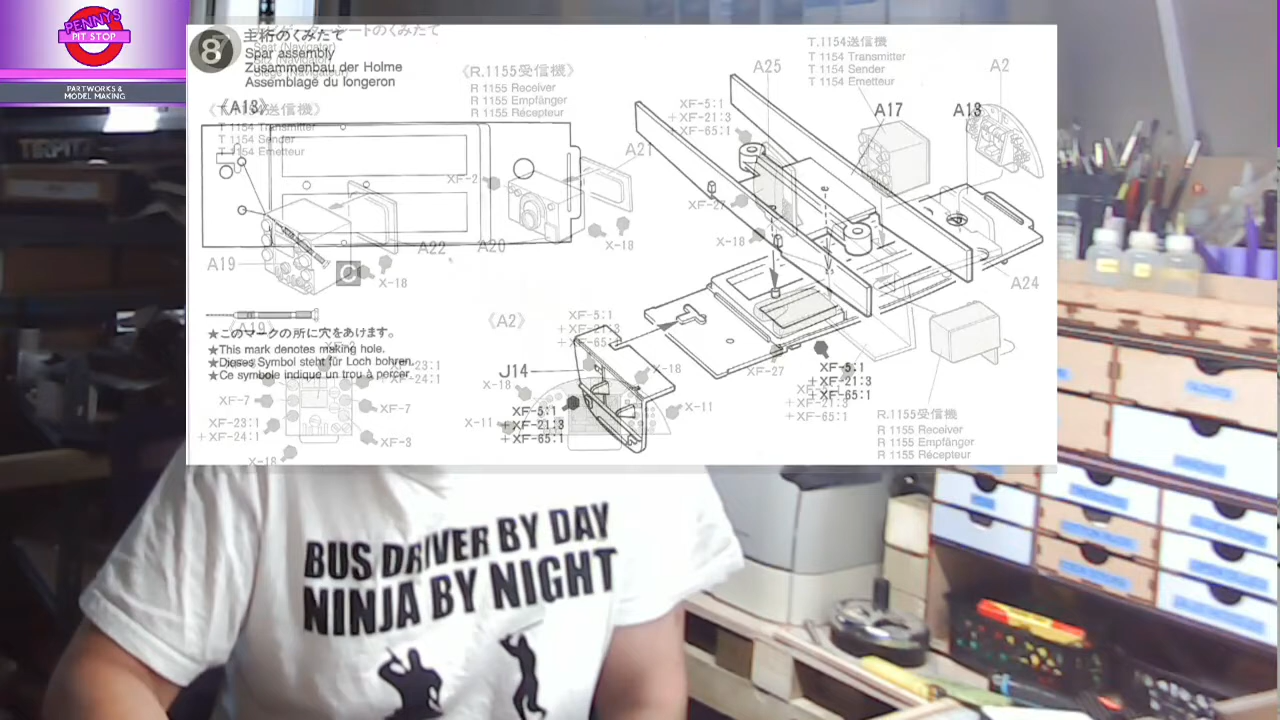 PENNYS
PIT STOP
PARTWORKS &
MODEL MAKING
8
主桁のくみたて
Spar assembly
Zusammenbau der Holme
Assemblage du longeron
《R.1155受信機》
R 1155 Receiver
R 1155 Empfänger
R 1155 Récepteur
T.1154送信機
T 1154 Transmitter
T 1154 Sender
T 1154 Emetteur
《A18》
T 1154 Transmitter
T 1154 Sender
T 1154 Emetteur
A25
A2
A17
A18
XF-5:1
+XF-21:3
+XF-65:1
A21
XF-2
XF-27
X-18
X-18
A22
A20
A19
X-18
A24
★このマークの所に穴をあけます。
★This mark denotes making hole.
★Dieses Symbol steht für Loch bohren.
★Ce symbole indique un trou à percer.
《A2》
XF-5:1
+XF-21:3
+XF-65:1
J14
X-18
X-18
XF-27
XF-5:1
+XF-21:3
+XF-65:1
XF-7
XF-7
XF-23:1
+XF-24:1
XF-3
X-18
X-11
X-11
XF-5:1
+XF-21:3
+XF-65:1
+XF-21:3
+XF-65:1
R.1155受信機
R 1155 Receiver
R 1155 Empfänger
R 1155 Récepteur
BUS DRIVER BY DAY
NINJA BY NIGHT